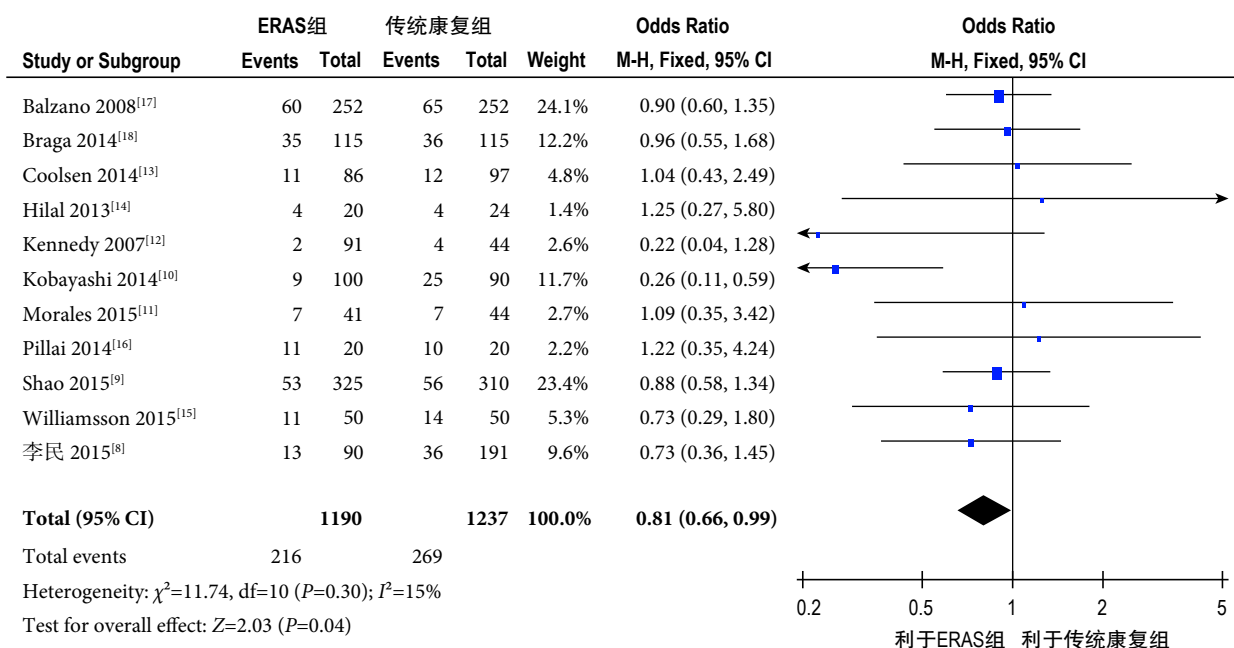 ERAS组 传统康复组 Odds Ratio Odds Ratio
Study or Subgroup Events Total Events Total Weight M-H, Fixed, 95% CI M-H, Fixed, 95% CI
Balzano 2008[17] 60 252 65 252 24.1% 0.90 (0.60, 1.35)
Braga 2014[18] 35 115 36 115 12.2% 0.96 (0.55, 1.68)
Coolsen 2014[13] 11 86 12 97 4.8% 1.04 (0.43, 2.49)
Hilal 2013[14] 4 20 4 24 1.4% 1.25 (0.27, 5.80)
Kennedy 2007[12] 2 91 4 44 2.6% 0.22 (0.04, 1.28)
Kobayashi 2014[10] 9 100 25 90 11.7% 0.26 (0.11, 0.59)
Morales 2015[11] 7 41 7 44 2.7% 1.09 (0.35, 3.42)
Pillai 2014[16] 11 20 10 20 2.2% 1.22 (0.35, 4.24)
Shao 2015[9] 53 325 56 310 23.4% 0.88 (0.58, 1.34)
Williamsson 2015[15] 11 50 14 50 5.3% 0.73 (0.29, 1.80)
李民 2015[8] 13 90 36 191 9.6% 0.73 (0.36, 1.45)
Total (95% CI) 1190 1237 100.0% 0.81 (0.66, 0.99)
Total events 216 269
Heterogeneity: χ²=11.74, df=10 (P=0.30); I²=15%
Test for overall effect: Z=2.03 (P=0.04)
0.2 0.5 1 2 5
利于ERAS组 利于传统康复组